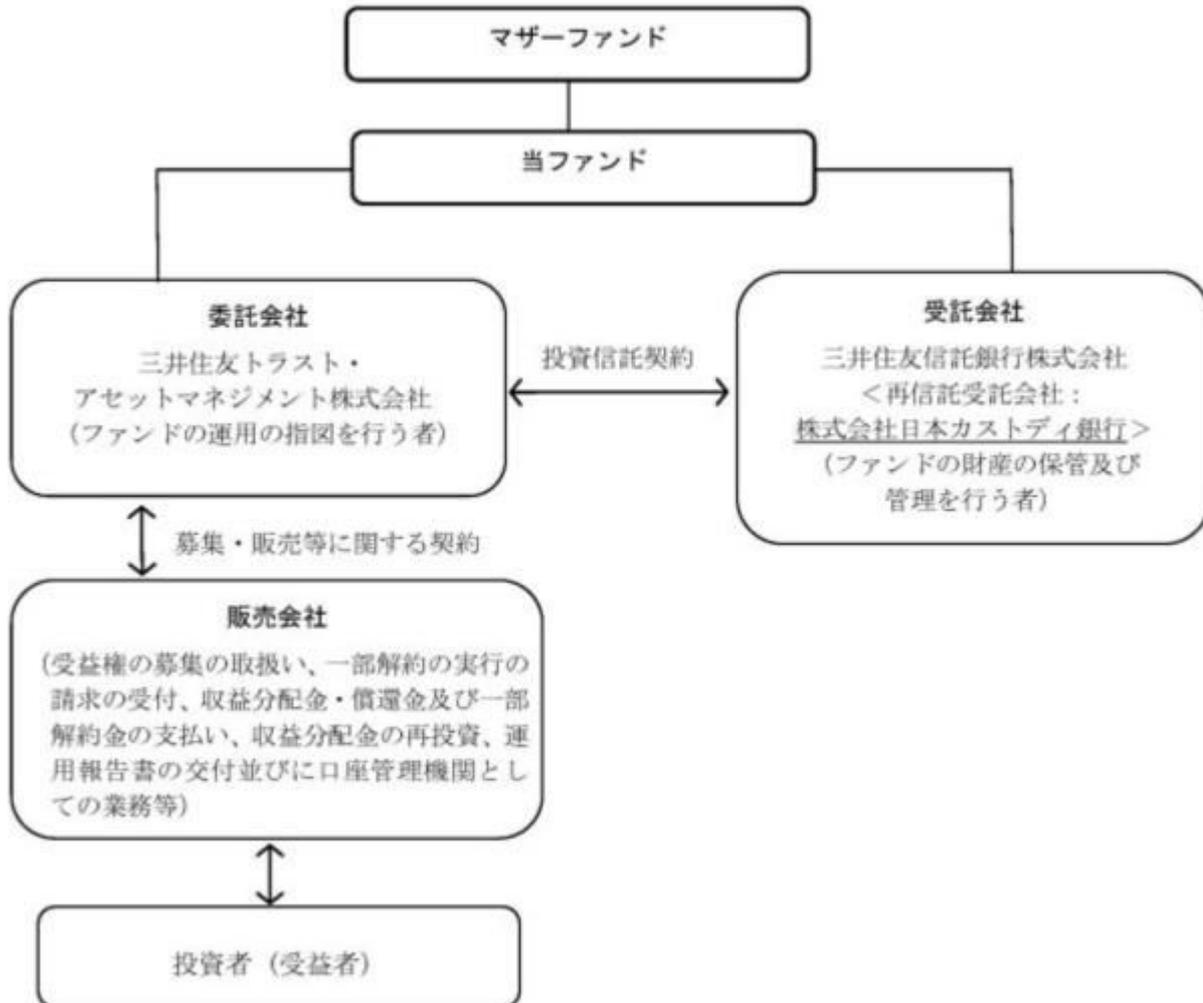 マザーファンド
当ファンド
委託会社
三井住友トラスト・
アセットマネジメント株式会社
(ファンドの運用の指図を行う者)
投資信託契約
受託会社
三井住友信託銀行株式会社
<再信託受託会社:
株式会社日本カストディ銀行>
(ファンドの財産の保管及び
管理を行う者)
募集・販売等に関する契約
販売会社
(受益権の募集の取扱い、一部解約の実行の
請求の受付、収益分配金・償還金及び一部
解約金の支払い、収益分配金の再投資、運
用報告書の交付並びに口座管理機関とし
ての業務等)
投資者(受益者)